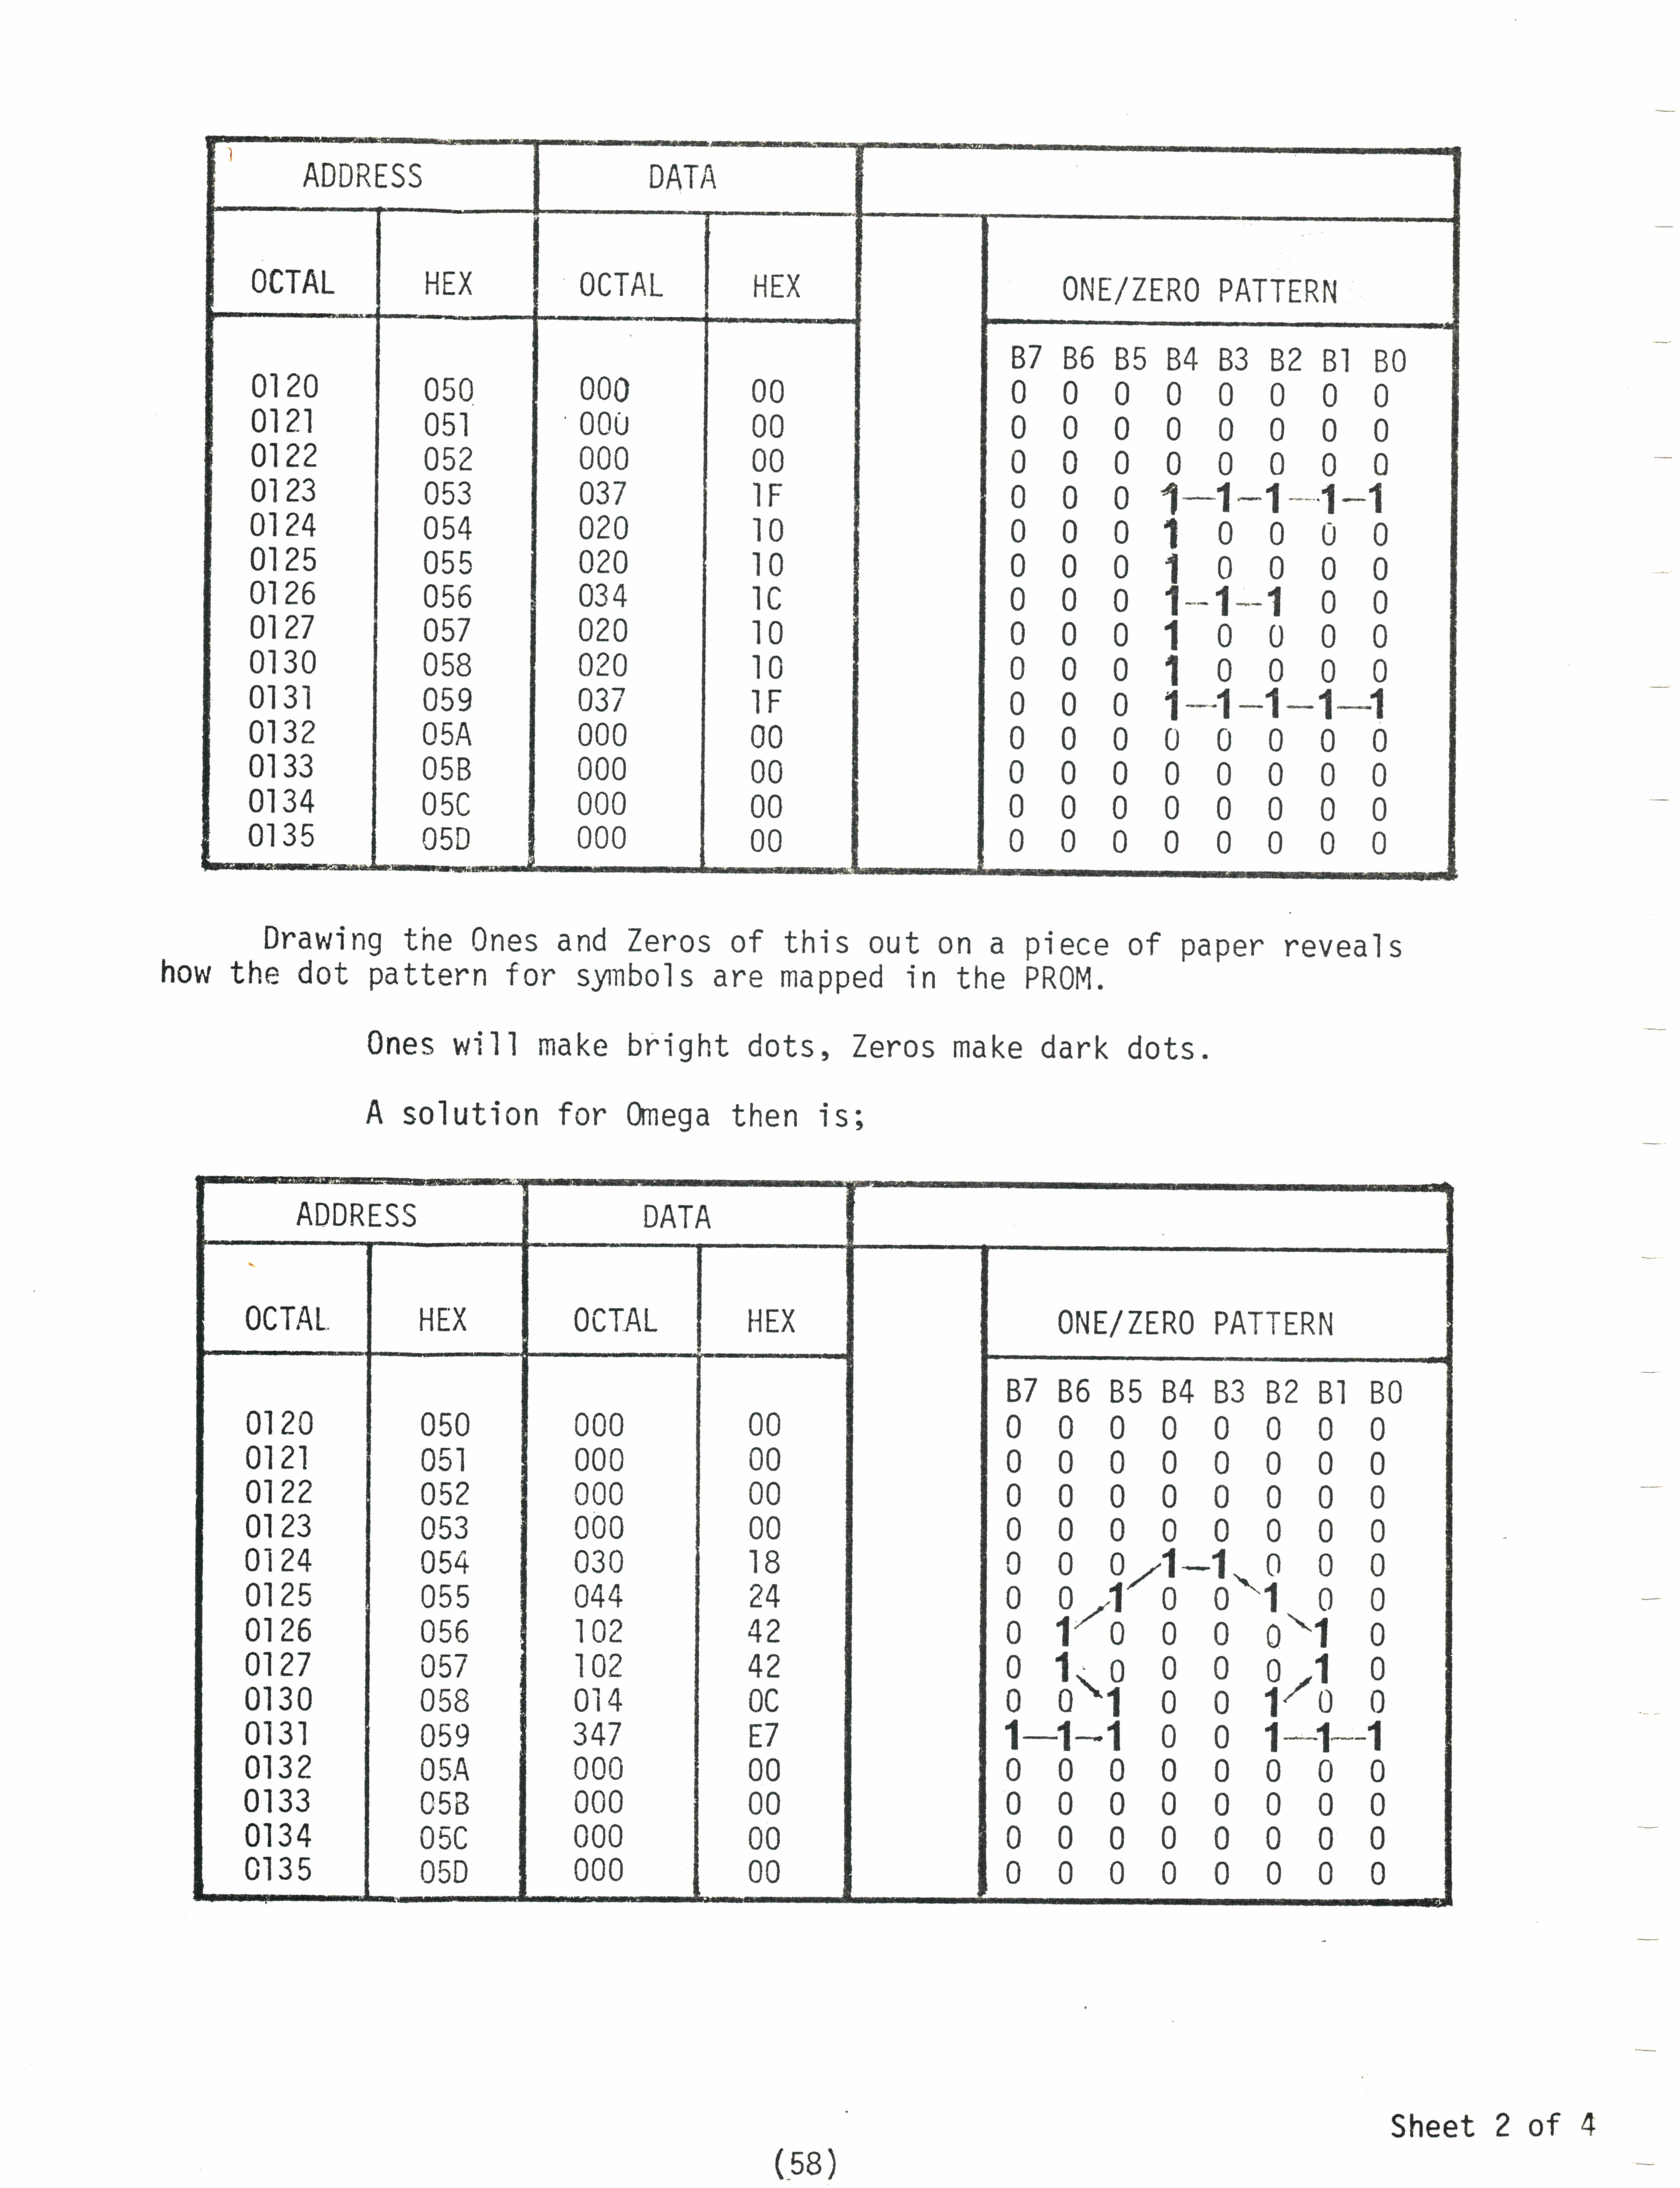 ADDRESS DATA
OCTAL HEX OCTAL HEX ONE/ZERO PATTERN
B7 B6 B5 B4 B3 B2 B1 B0
0120 050 000 00 0 0 0 0 0 0 0 0
0121 051 000 00 0 0 0 0 0 0 0 0
0122 052 000 00 0 0 0 0 0 0 0 0
0123 053 037 1F 0 0 0 1—1—1—1—1
0124 054 020 10 0 0 0 1 0 0 0 0
0125 055 020 10 0 0 0 1 0 0 0 0
0126 056 034 1C 0 0 0 1—1—1 0 0
0127 057 020 10 0 0 0 1 0 0 0 0
0130 058 020 10 0 0 0 1 0 0 0 0
0131 059 037 1F 0 0 0 1—1—1—1—1
0132 05A 000 00 0 0 0 0 0 0 0 0
0133 05B 000 00 0 0 0 0 0 0 0 0
0134 05C 000 00 0 0 0 0 0 0 0 0
0135 05D 000 00 0 0 0 0 0 0 0 0
Drawing the Ones and Zeros of this out on a piece of paper reveals
how the dot pattern for symbols are mapped in the PROM.
Ones will make bright dots, Zeros make dark dots.
A solution for Omega then is;
ADDRESS DATA
OCTAL HEX OCTAL HEX ONE/ZERO PATTERN
B7 B6 B5 B4 B3 B2 B1 B0
0120 050 000 00 0 0 0 0 0 0 0 0
0121 051 000 00 0 0 0 0 0 0 0 0
0122 052 000 00 0 0 0 0 0 0 0 0
0123 053 000 00 0 0 0 0 0 0 0 0
0124 054 030 18 0 0 0 1—1 0 0 0
0125 055 044 24 0 0 1 0 0 1 0 0
0126 056 102 42 0 1 0 0 0 0 1 0
0127 057 102 42 0 1 0 0 0 0 1 0
0130 058 014 0C 0 0 1 0 0 1 0 0
0131 059 347 E7 1—1—1 0 0 1—1—1
0132 05A 000 00 0 0 0 0 0 0 0 0
0133 05B 000 00 0 0 0 0 0 0 0 0
0134 05C 000 00 0 0 0 0 0 0 0 0
0135 05D 000 00 0 0 0 0 0 0 0 0
Sheet 2 of 4
(58)